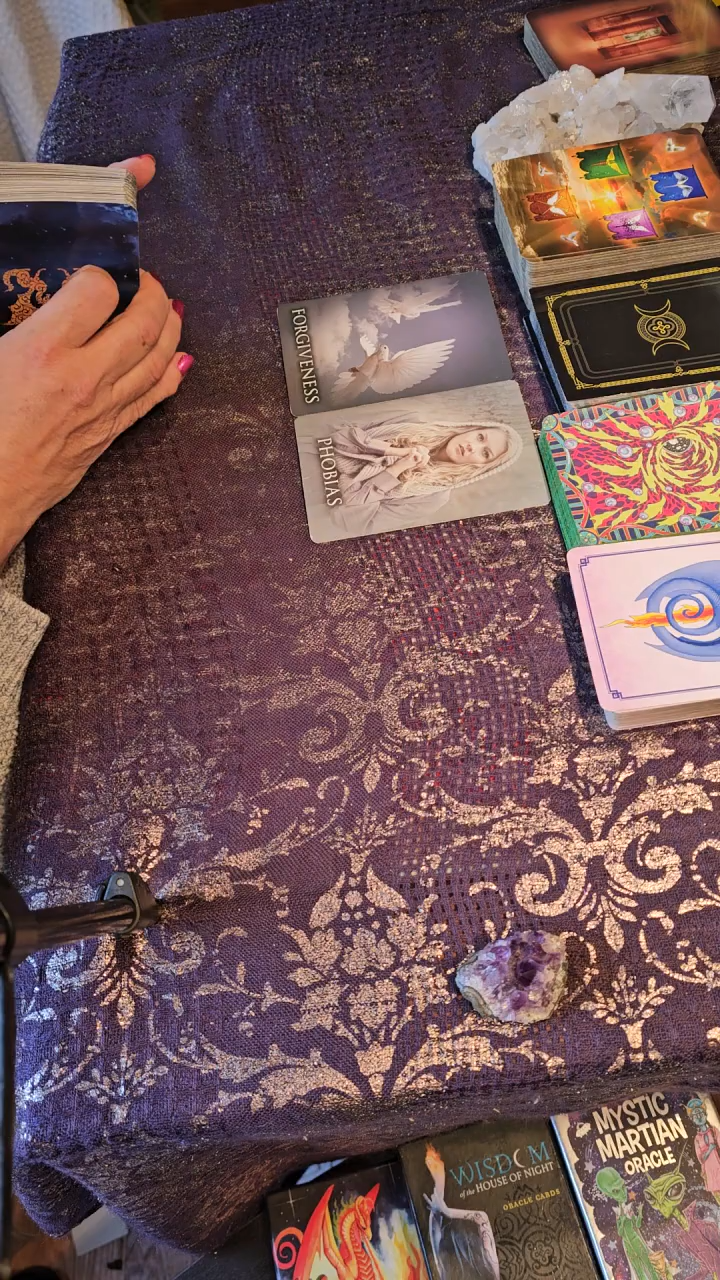 FORGIVENESS
PHOBIAS
WISDOM
of the HOUSE OF NIGHT
ORACLE CARDS
MYSTIC
MARTIAN
ORACLE